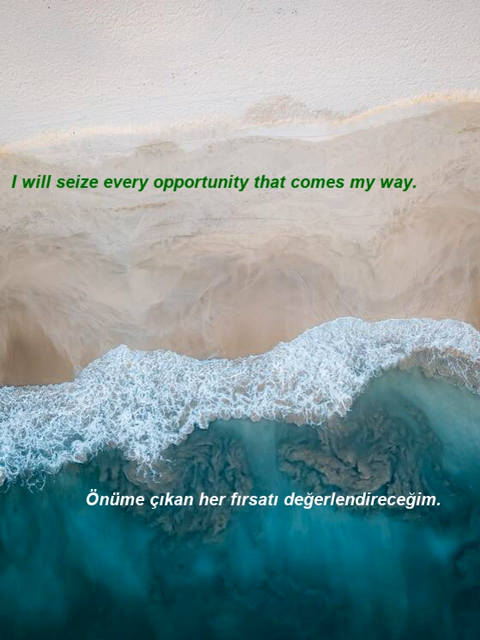 I will seize every opportunity that comes my way.
Önüme çıkan her fırsatı değerlendireceğim.